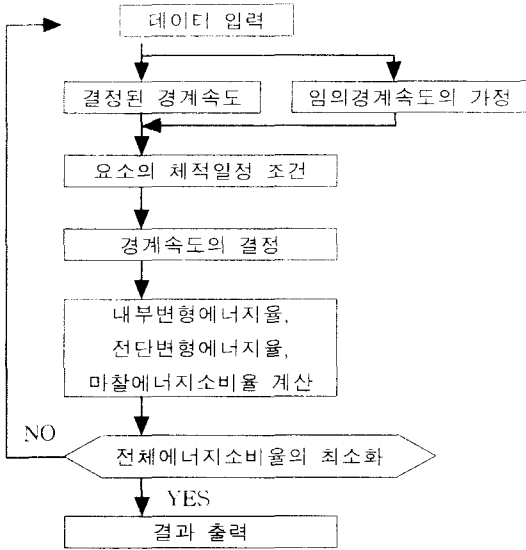 데이터 입력
결정된 경계속도
임의경계속도의 가정
요소의 체적일정 조건
경계속도의 결정
내부변형에너지율,
전단변형에너지율,
마찰에너지소비율 계산
NO
전체에너지소비율의 최소화
YES
결과 출력